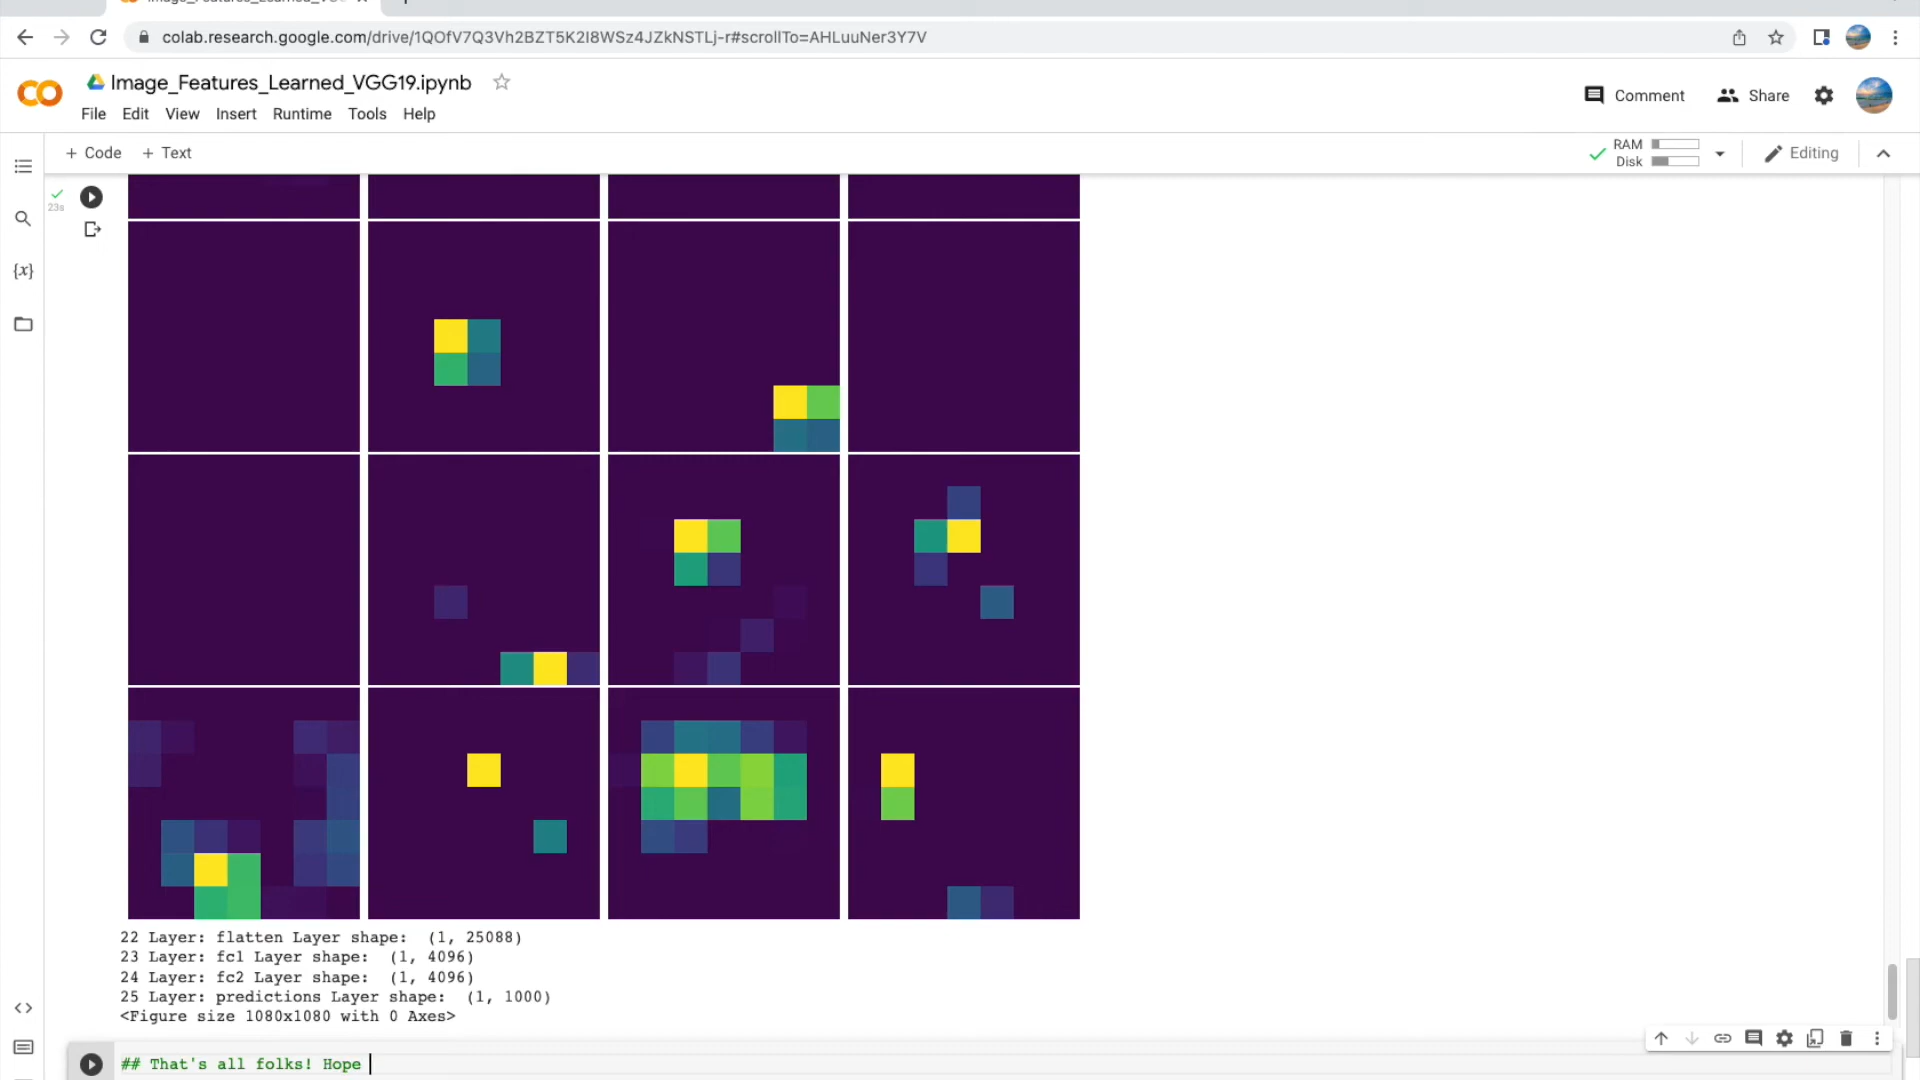 colab.research.google.com/drive/1QOfV7Q3Vh2BZT5K2I8WSz4JZkNSTLj-r#scrollTo=AHLuuNer3Y7V
Image_Features_Learned_VGG19.ipynb
Comment
Share
File Edit View Insert Runtime Tools Help
+ Code + Text
RAM
Disk
Editing
23s
{x}
22 Layer: flatten Layer shape: (1, 25088)
23 Layer: fc1 Layer shape: (1, 4096)
24 Layer: fc2 Layer shape: (1, 4096)
25 Layer: predictions Layer shape: (1, 1000)
<Figure size 1080x1080 with 0 Axes>
## That's all folks! Hope